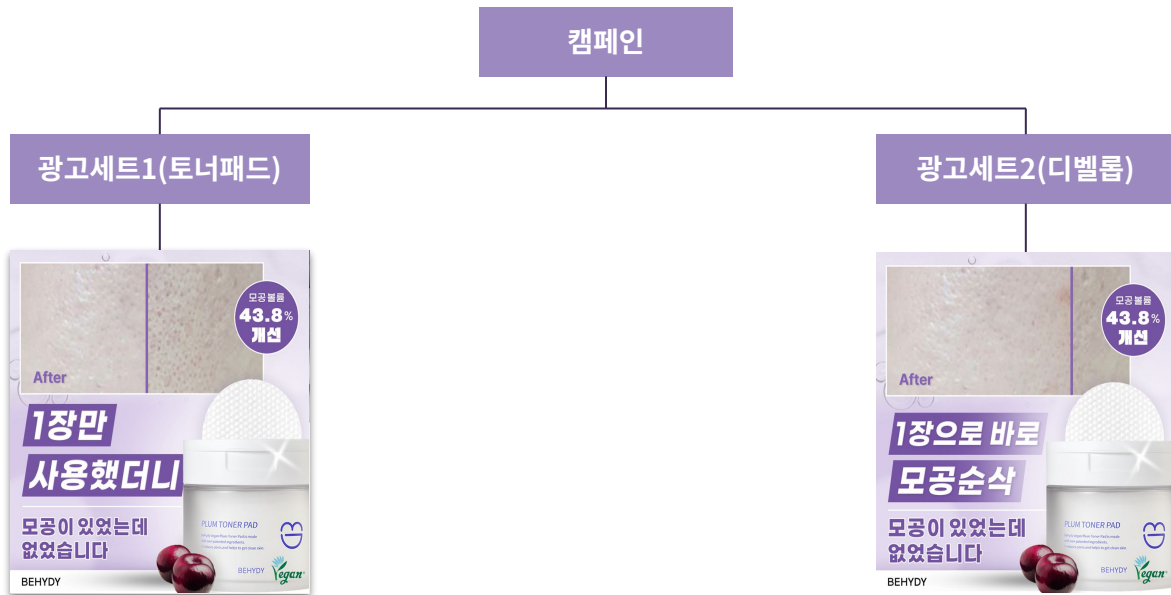 캠페인
광고세트1(토너패드)
광고세트2(디벨롭)
모공볼륨
43.8%
개선
After
1장만
사용했더니
모공이 있었는데
없었습니다
PLUM TONER PAD
BEHYDY
Vegan
BEHYDY
모공볼륨
43.8%
개선
After
1장으로 바로
모공순삭
모공이 있었는데
없었습니다
PLUM TONER PAD
BEHYDY
Vegan
BEHYDY